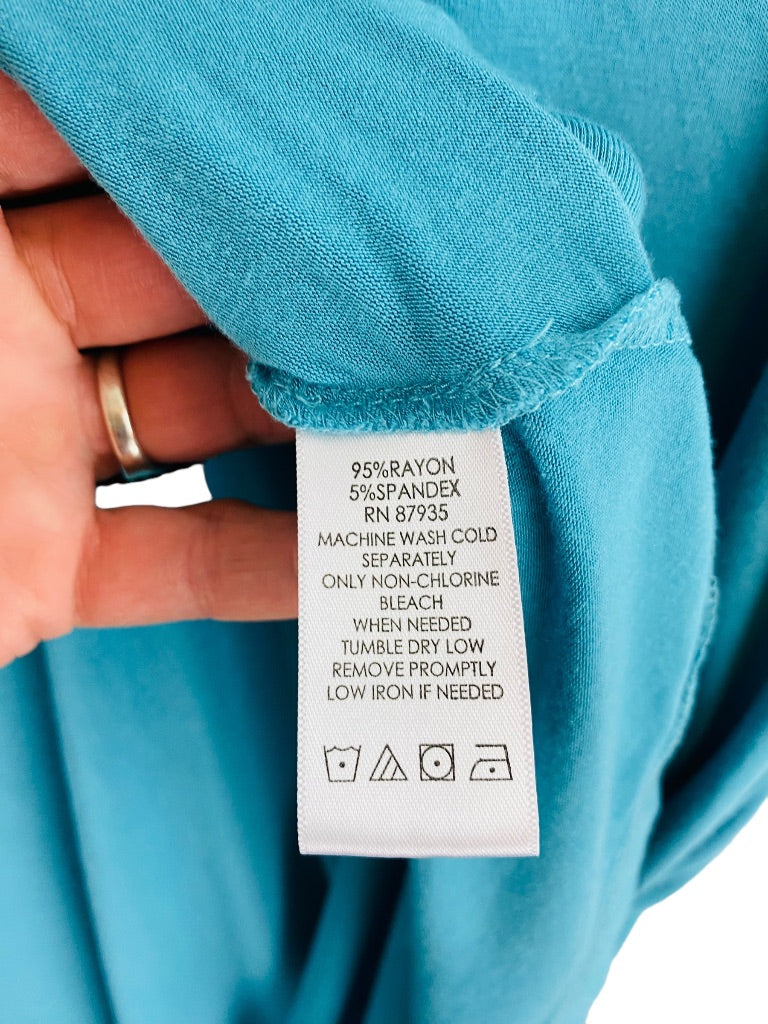 95%RAYON
5%SPANDEX
RN 87935
MACHINE WASH COLD
SEPARATELY
ONLY NON-CHLORINE
BLEACH
WHEN NEEDED
TUMBLE DRY LOW
REMOVE PROMPTLY
LOW IRON IF NEEDED